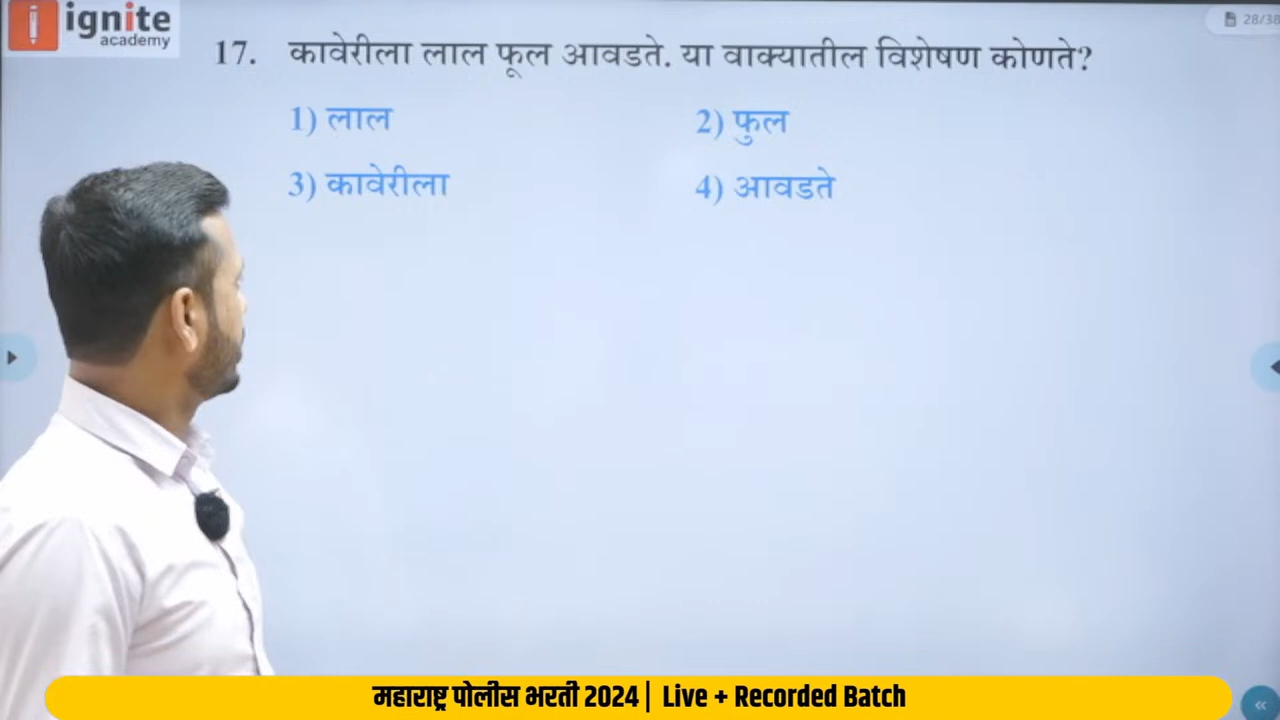 ignite
academy
28/38
17. कावेरीला लाल फूल आवडते. या वाक्यातील विशेषण कोणते?
1) लाल 2) फुल
3) कावेरीला 4) आवडते
महाराष्ट्र पोलीस भरती 2024 | Live + Recorded Batch